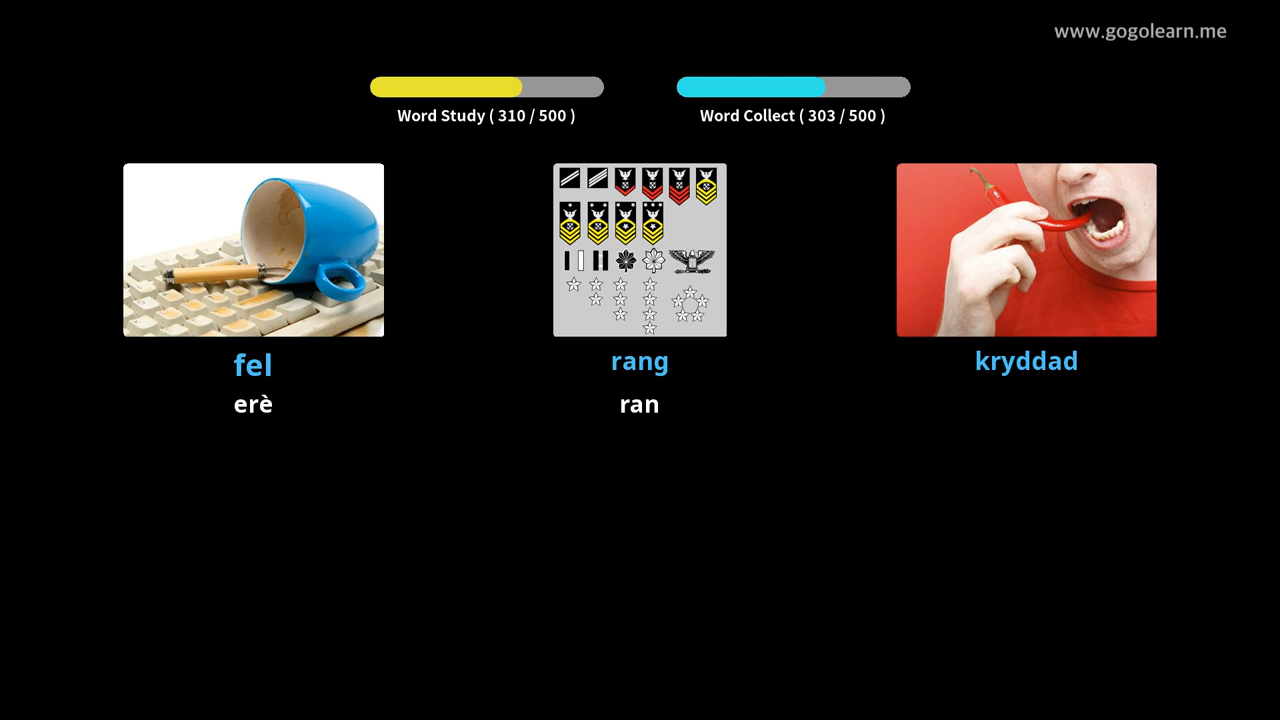 www.gogolearn.me
Word Study ( 310 / 500 )
Word Collect ( 303 / 500 )
fel
rang
kryddad
erè
ran